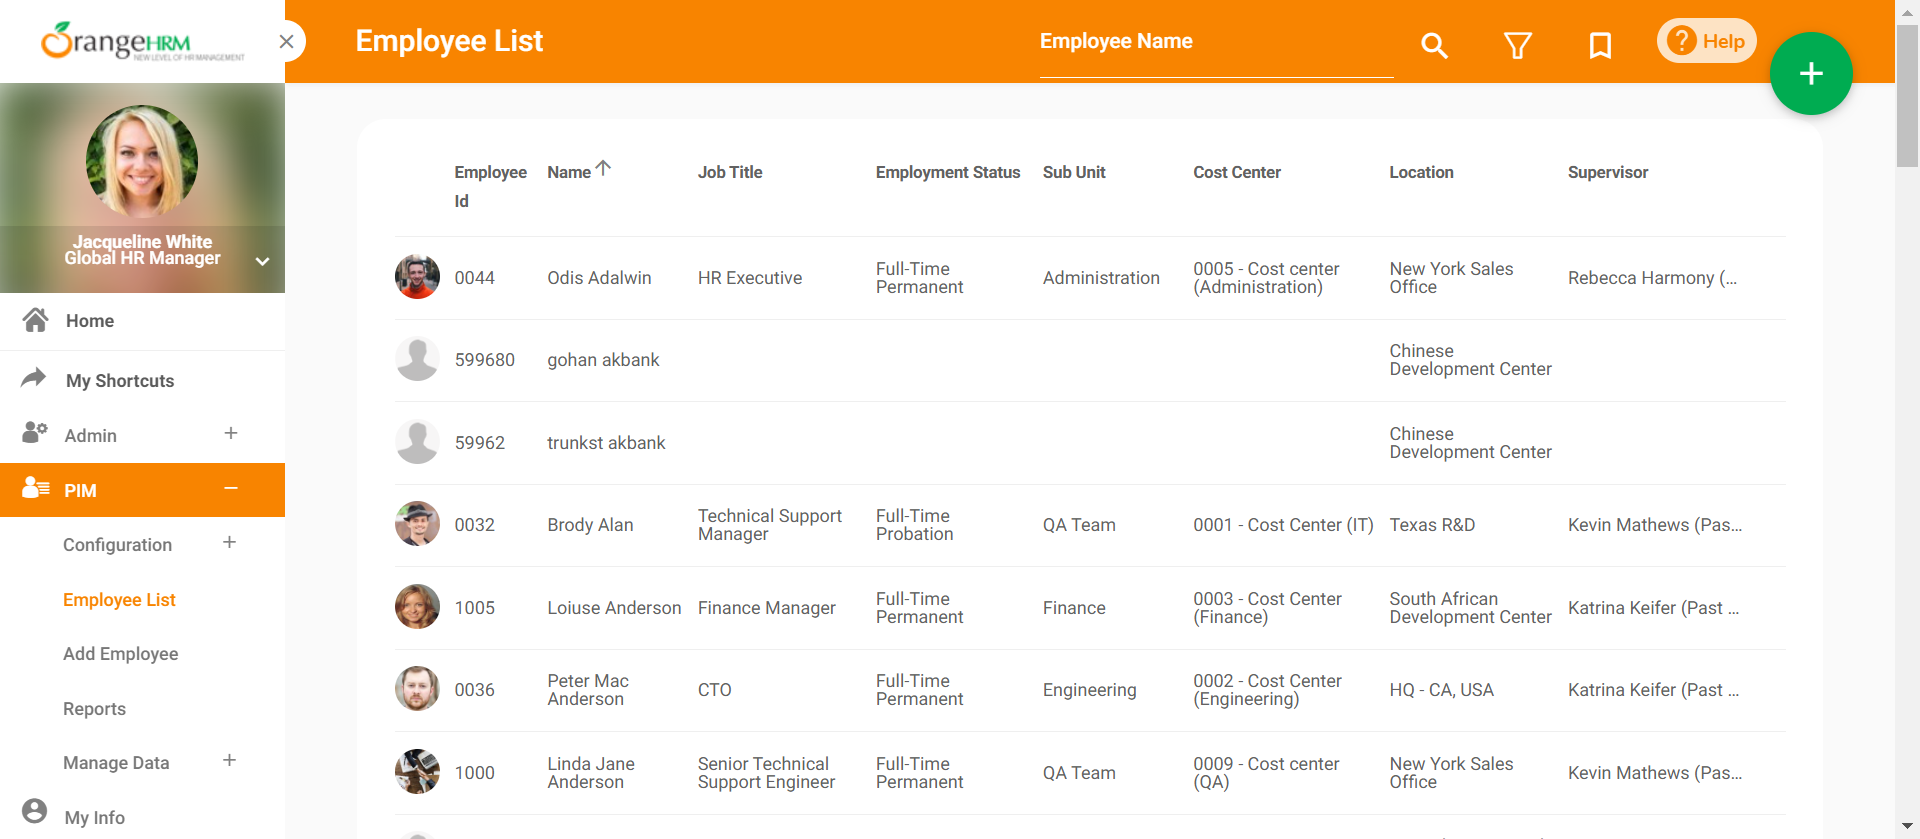 OrangeHRM
NEW LEVEL OF HR MANAGEMENT
Employee List
Employee Name
Help
Jacqueline White
Global HR Manager
Home
My Shortcuts
Admin
PIM
Configuration
Employee List
Add Employee
Reports
Manage Data
My Info
Employee Id Name Job Title Employment Status Sub Unit Cost Center Location Supervisor
0044 Odis Adalwin HR Executive Full-Time Permanent Administration 0005 - Cost center (Administration) New York Sales Office Rebecca Harmony (...
599680 gohan akbank Chinese Development Center
59962 trunkst akbank Chinese Development Center
0032 Brody Alan Technical Support Manager Full-Time Probation QA Team 0001 - Cost Center (IT) Texas R&D Kevin Mathews (Pas...
1005 Loiuse Anderson Finance Manager Full-Time Permanent Finance 0003 - Cost Center (Finance) South African Development Center Katrina Keifer (Past ...
0036 Peter Mac Anderson CTO Full-Time Permanent Engineering 0002 - Cost Center (Engineering) HQ - CA, USA Katrina Keifer (Past ...
1000 Linda Jane Anderson Senior Technical Support Engineer Full-Time Permanent QA Team 0009 - Cost center (QA) New York Sales Office Kevin Mathews (Pas...